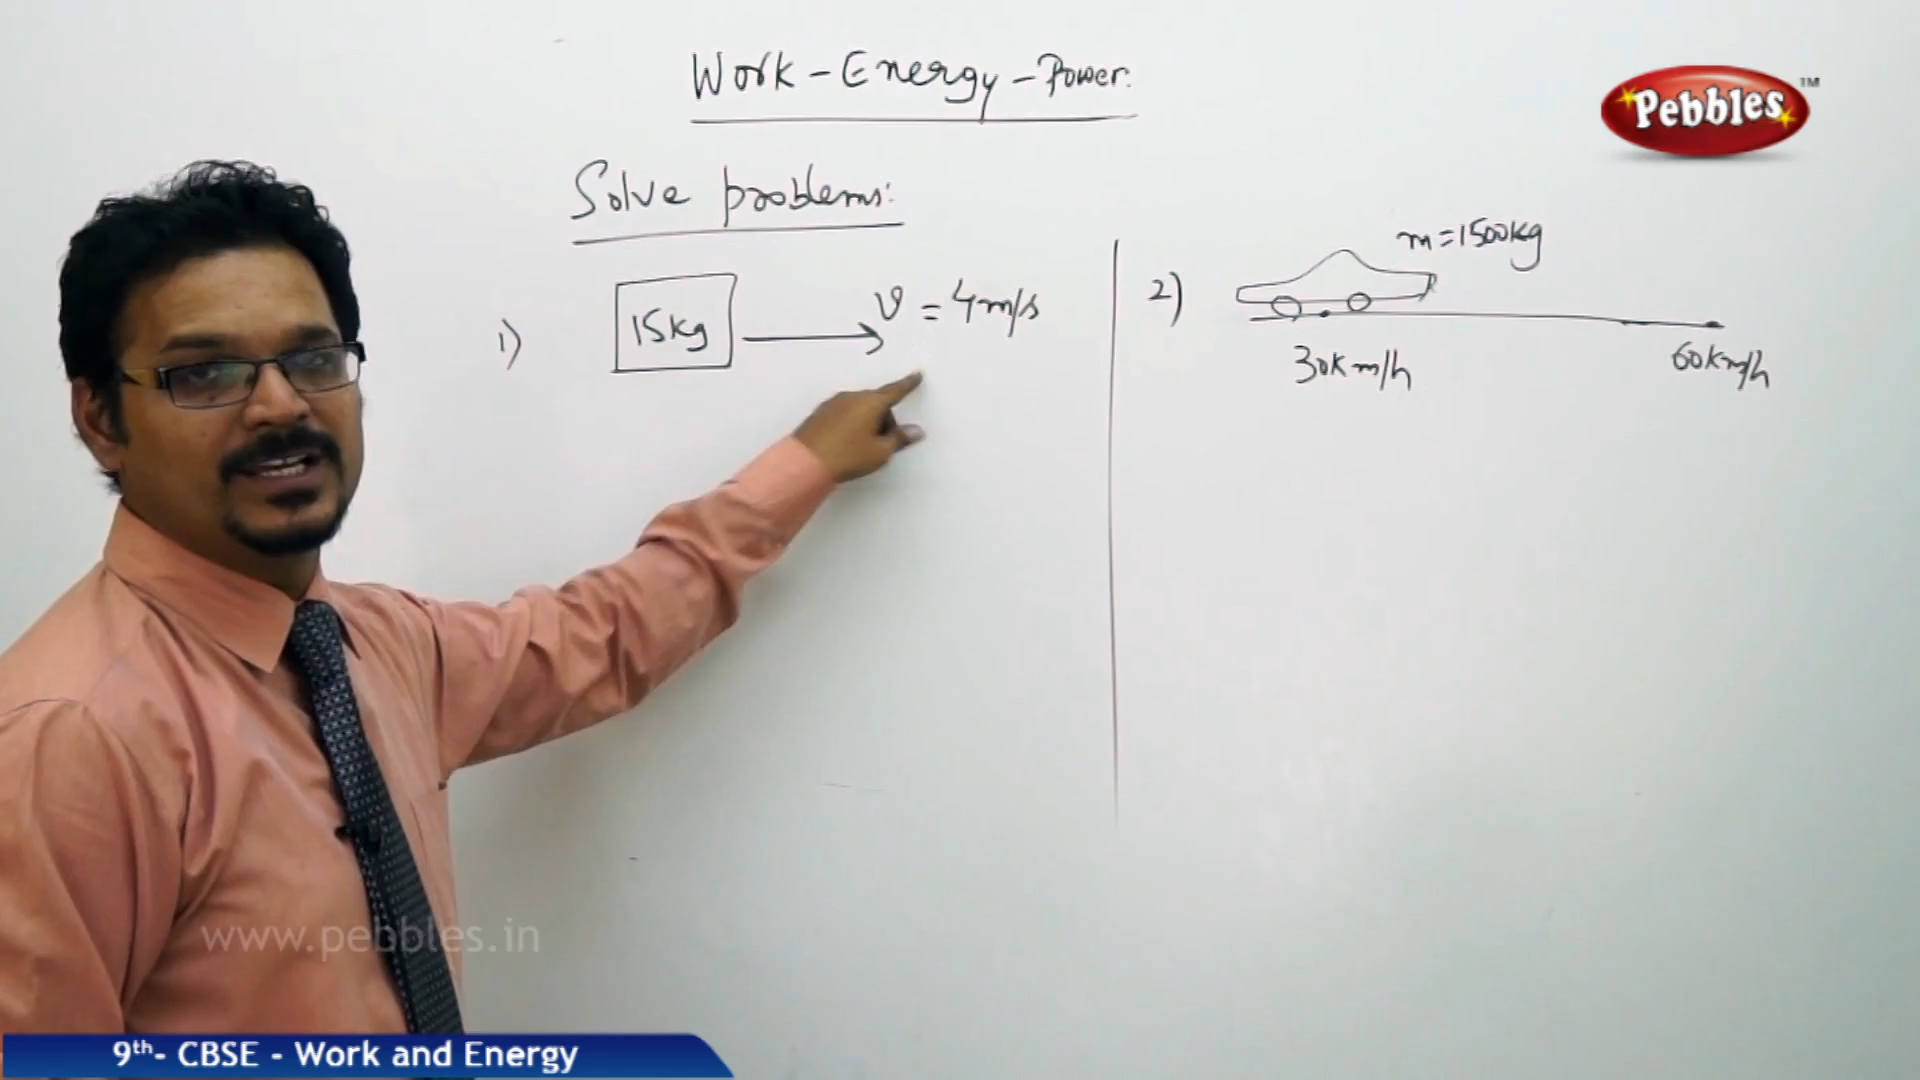 Work - Energy - Power.
Pebbles™
Solve problems:
1)
15kg
v = 4m/s
2)
m=1500kg
30km/h
60km/h
www.pebbles.in
9th- CBSE - Work and Energy